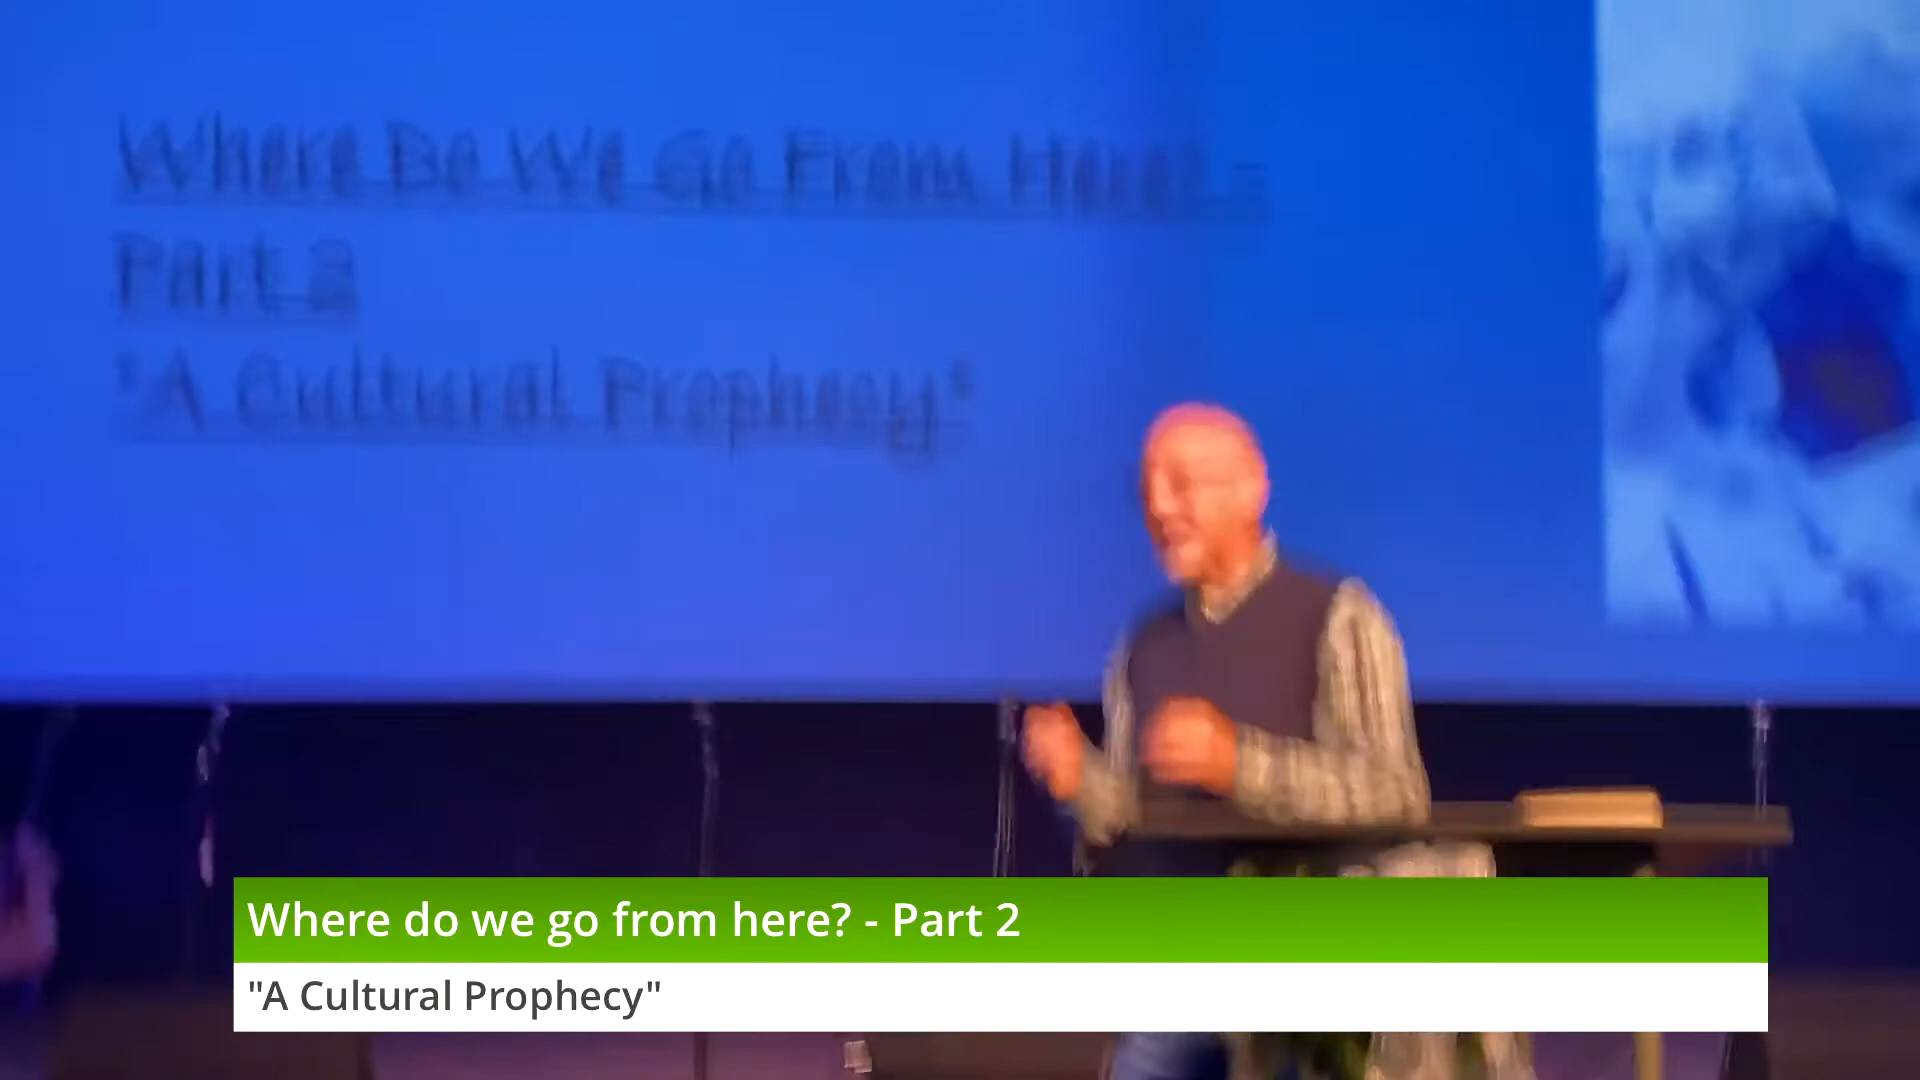 Where Do We Go From Here? -
Part 2
"A Cultural Prophecy"
Where do we go from here? - Part 2
"A Cultural Prophecy"